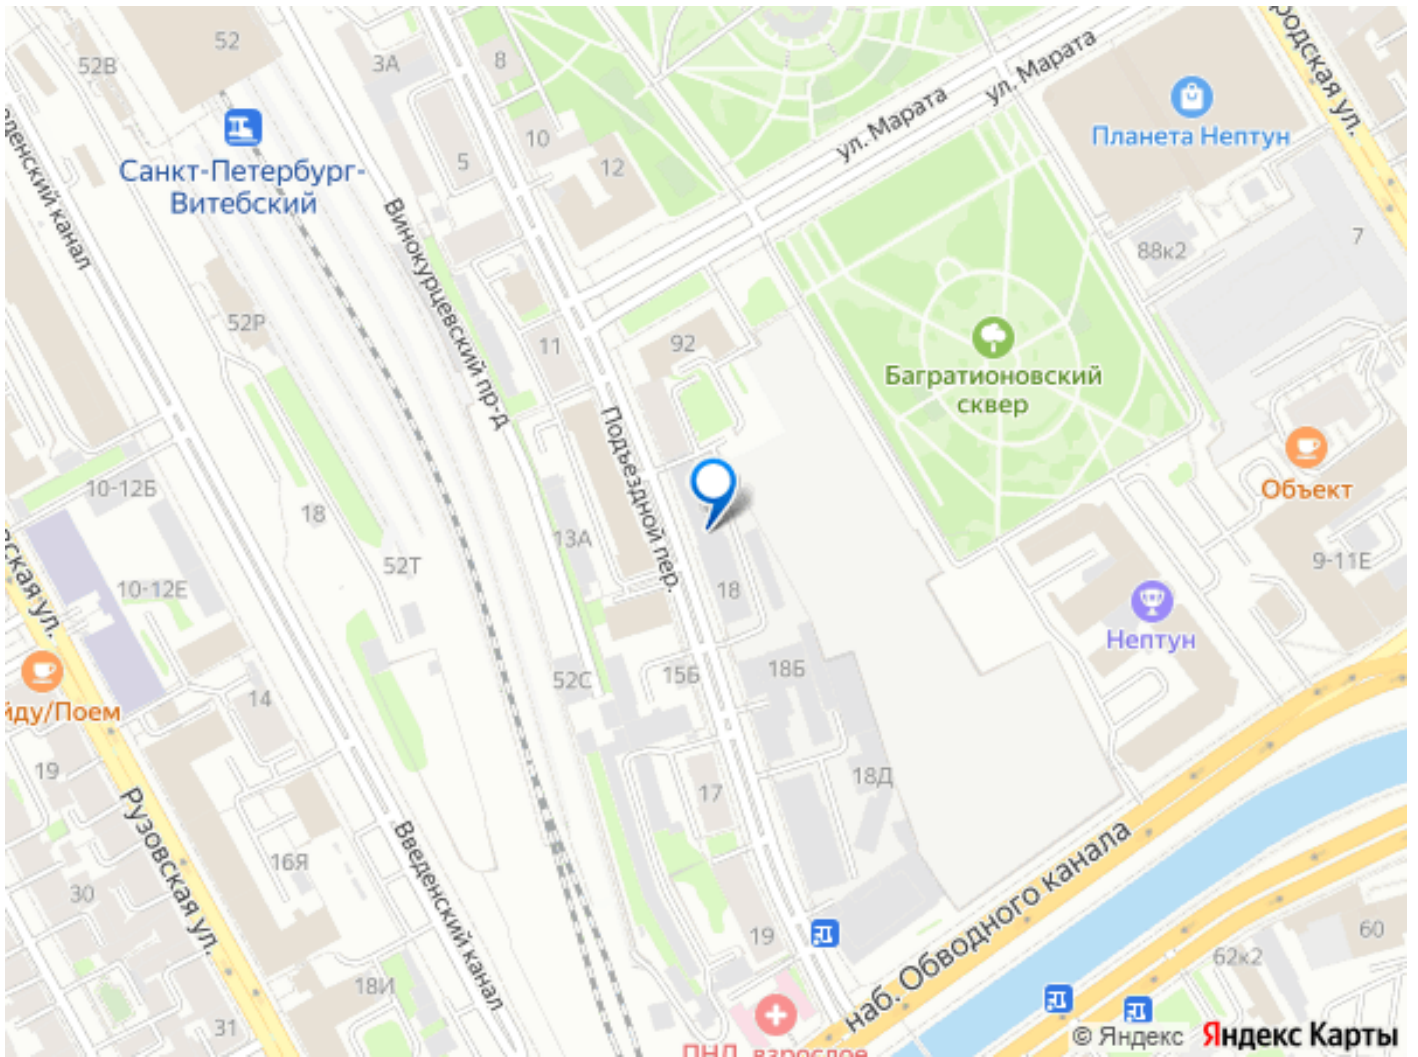 52
52В
3А
8
ул. Марата
ул. Марата
Планета Нептун
10
5
12
Санкт-Петербург-
Витебский
Винокурцевский пр-д
7
88к2
52Р
11
92
Багратионовский
сквер
Подъездной пер.
Объект
10-12Б
18
13А
52Т
10-12Е
9-11Е
18
Нептун
52С
15Б
18Б
14
19
17
18Д
Рузовская ул.
Введенский канал
16Я
30
наб. Обводного канала
19
60
62к2
18И
31
© Яндекс Яндекс Карты